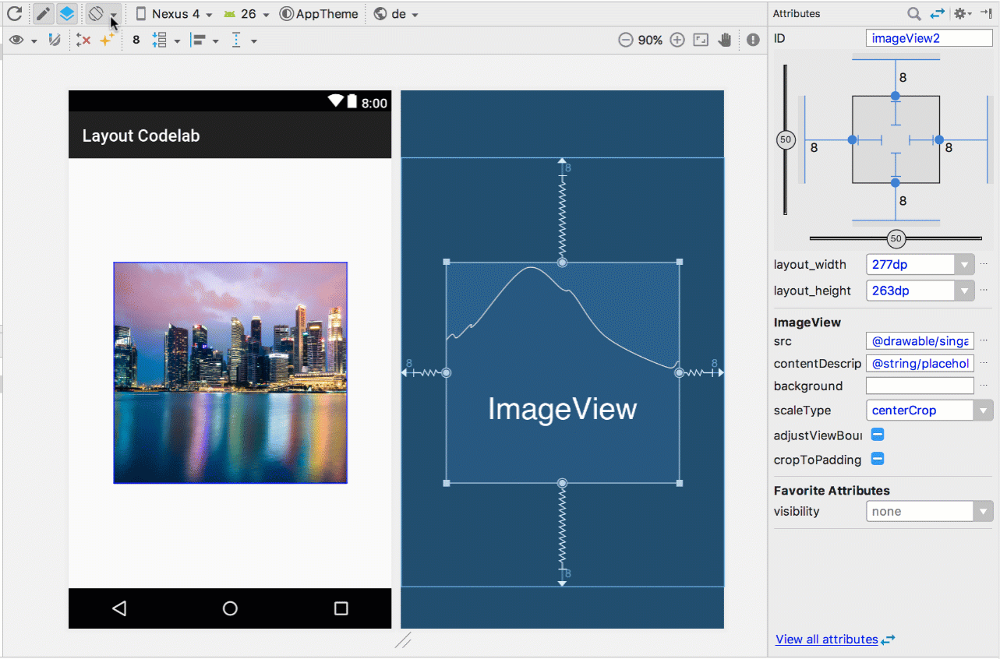 Nexus 4 26 AppTheme de
8 90%
8:00
Layout Codelab
8
8
8
ImageView
8
Attributes
ID imageView2
8
50
8
8
8
50
layout_width 277dp ...
layout_height 263dp ...
ImageView
src @drawable/singa ...
contentDescrip @string/placehol ...
background ...
scaleType centerCrop
adjustViewBour
cropToPadding
Favorite Attributes
visibility none
View all attributes